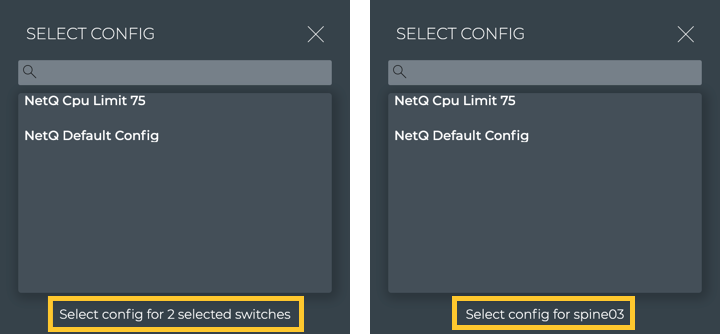 SELECT CONFIG
NetQ Cpu Limit 75
NetQ Default Config
Select config for 2 selected switches
SELECT CONFIG
NetQ Cpu Limit 75
NetQ Default Config
Select config for spine03